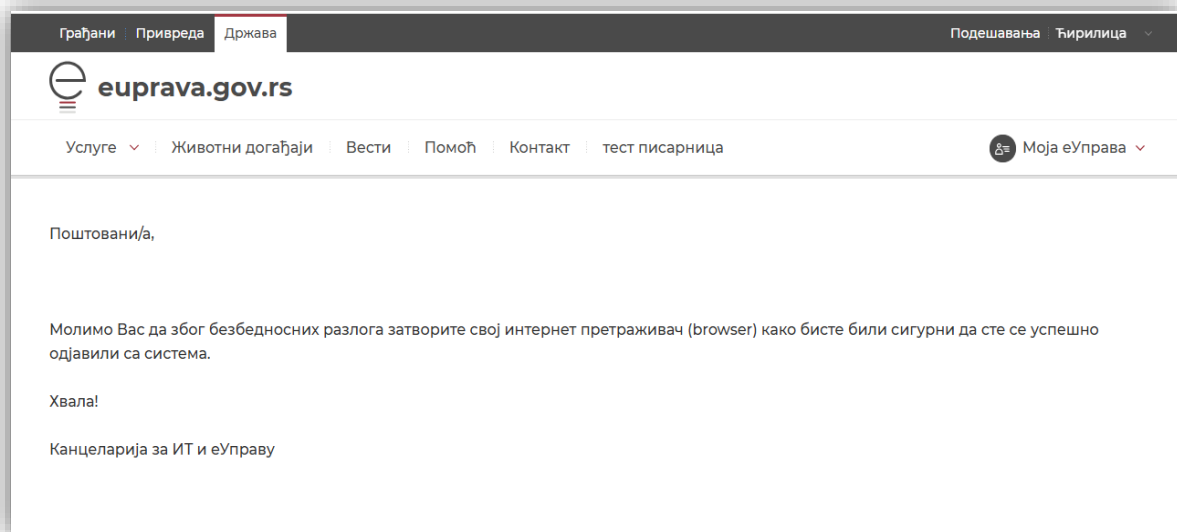 Грађани Привреда Држава Подешавања Ћирилица
euprava.gov.rs
Услуге Животни догађаји Вести Помоћ Контакт тест писарница Моја еУправа
Поштовани/а,
Молимо Вас да због безбедносних разлога затворите свој интернет претраживач (browser) како бисте били сигурни да сте се успешно
одјавили са система.
Хвала!
Канцеларија за ИТ и еУправу